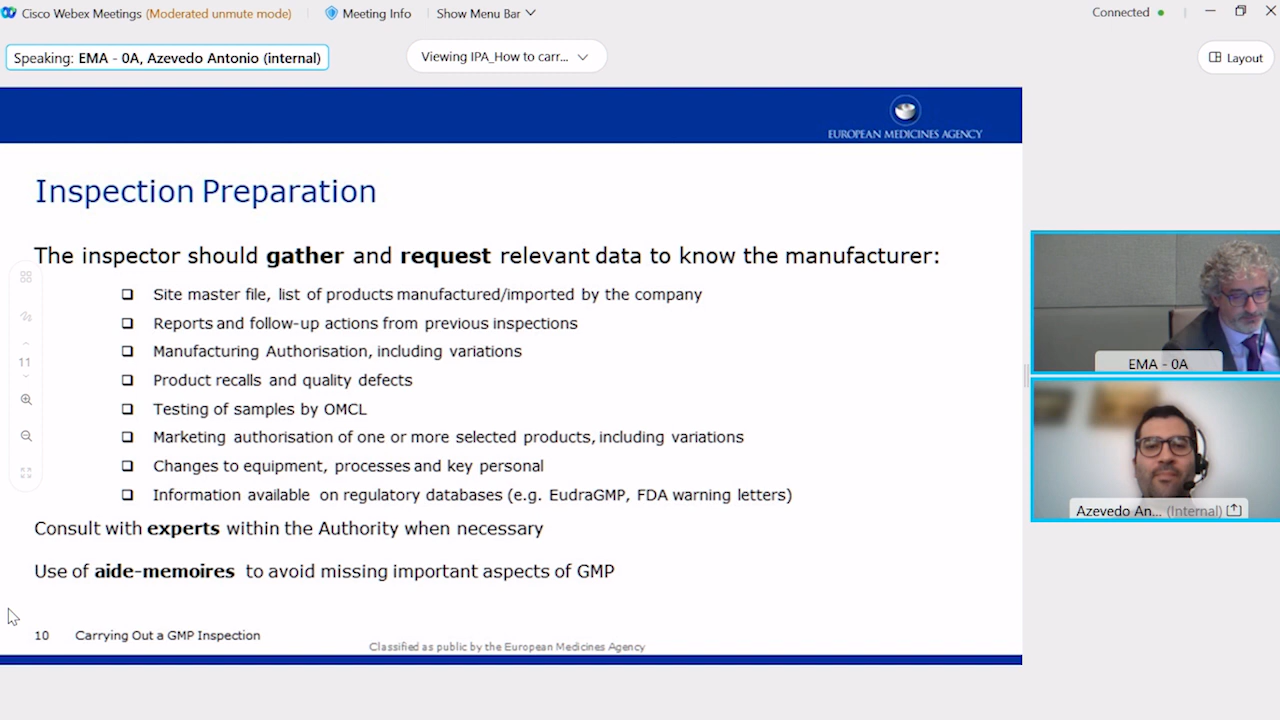 Cisco Webex Meetings (Moderated unmute mode) Meeting Info Show Menu Bar Connected
Speaking: EMA - 0A, Azevedo Antonio (internal) Viewing IPA_How to carr... Layout
EUROPEAN MEDICINES AGENCY
Inspection Preparation
The inspector should gather and request relevant data to know the manufacturer:
Site master file, list of products manufactured/imported by the company
Reports and follow-up actions from previous inspections
Manufacturing Authorisation, including variations
11
Product recalls and quality defects
Testing of samples by OMCL
Marketing authorisation of one or more selected products, including variations
Changes to equipment, processes and key personal
Information available on regulatory databases (e.g. EudraGMP, FDA warning letters)
Consult with experts within the Authority when necessary
Use of aide-memoires to avoid missing important aspects of GMP
10 Carrying Out a GMP Inspection
Classified as public by the European Medicines Agency
EMA - 0A
Azevedo An... (Internal)